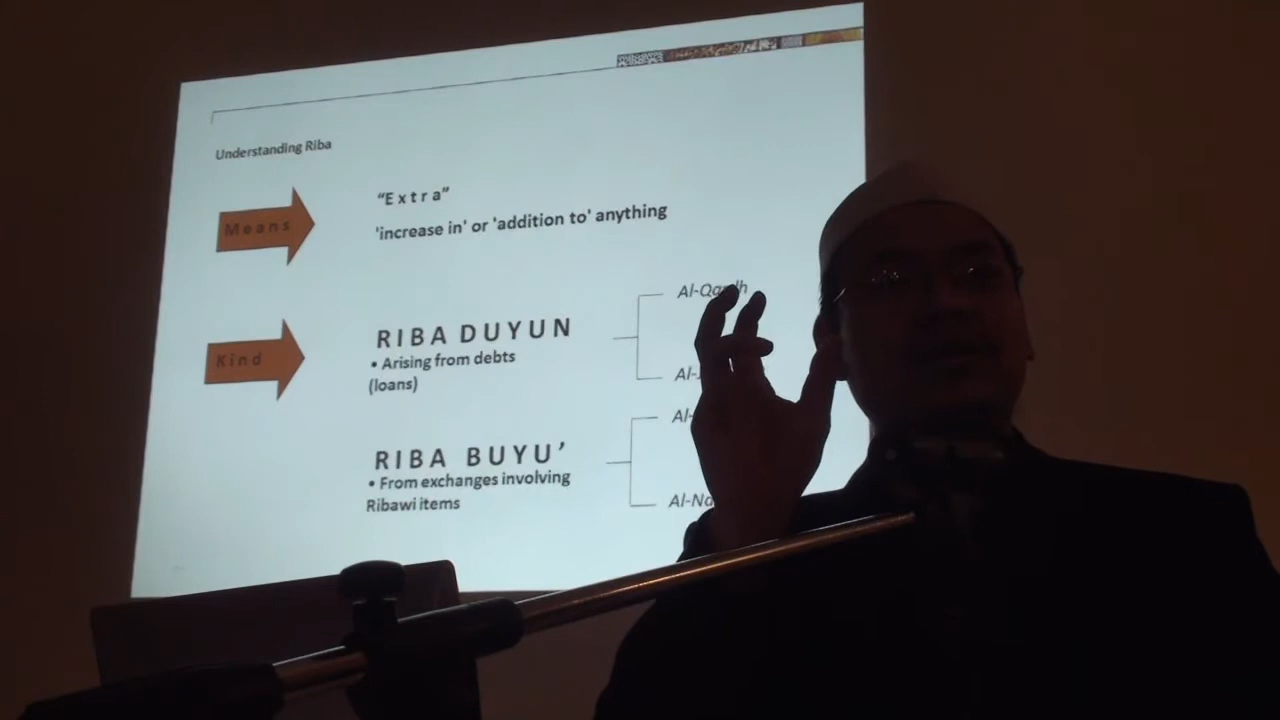 Understanding Riba
Means
"Extra"
'increase in' or 'addition to' anything
Kind
RIBA DUYUN
• Arising from debts
(loans)
RIBA BUYU’
• From exchanges involving
Ribawi items